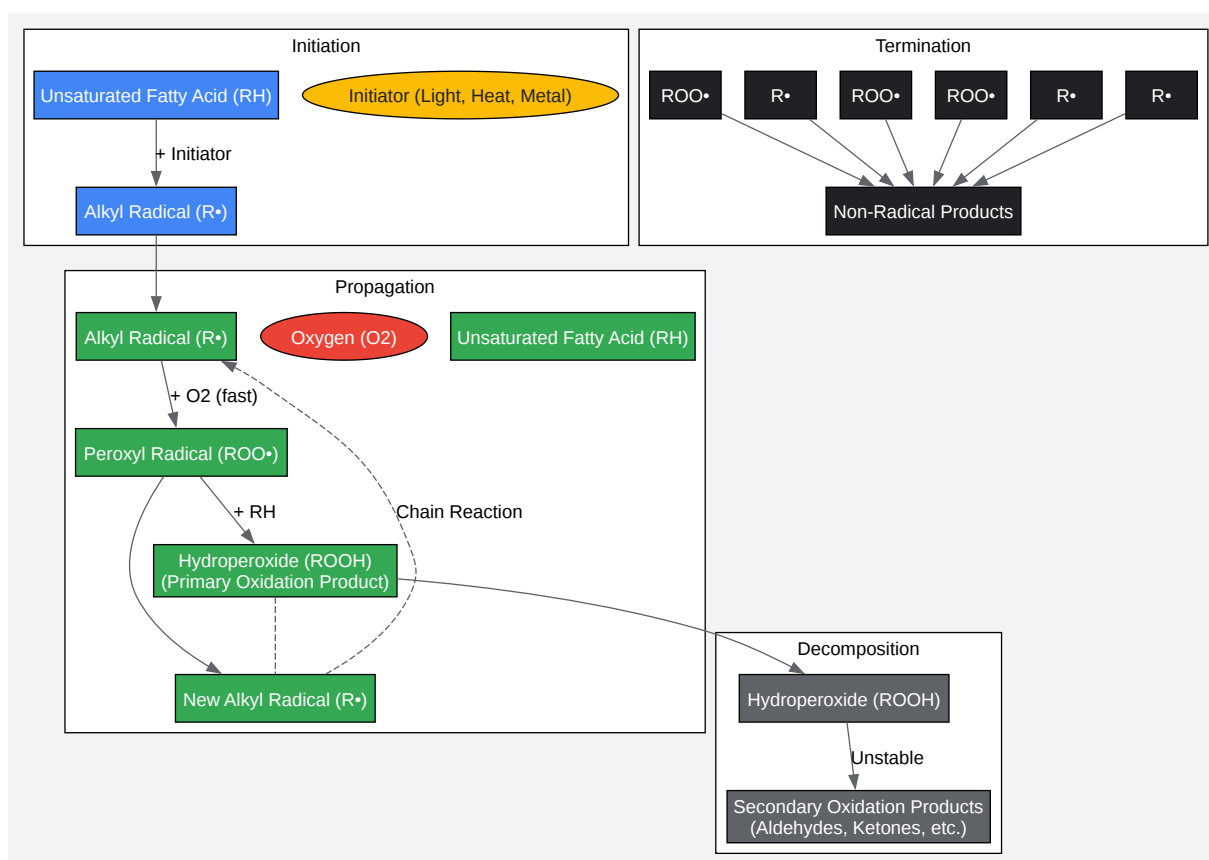 Initiation
Unsaturated Fatty Acid (RH)
Initiator (Light, Heat, Metal)
+ Initiator
Alkyl Radical (R•)
Termination
ROO•
R•
ROO•
ROO•
R•
R•
Non-Radical Products
Propagation
Alkyl Radical (R•)
Oxygen (O2)
Unsaturated Fatty Acid (RH)
+ O2 (fast)
Peroxyl Radical (ROO•)
+ RH
Chain Reaction
Hydroperoxide (ROOH)
(Primary Oxidation Product)
New Alkyl Radical (R•)
Decomposition
Hydroperoxide (ROOH)
Unstable
Secondary Oxidation Products
(Aldehydes, Ketones, etc.)